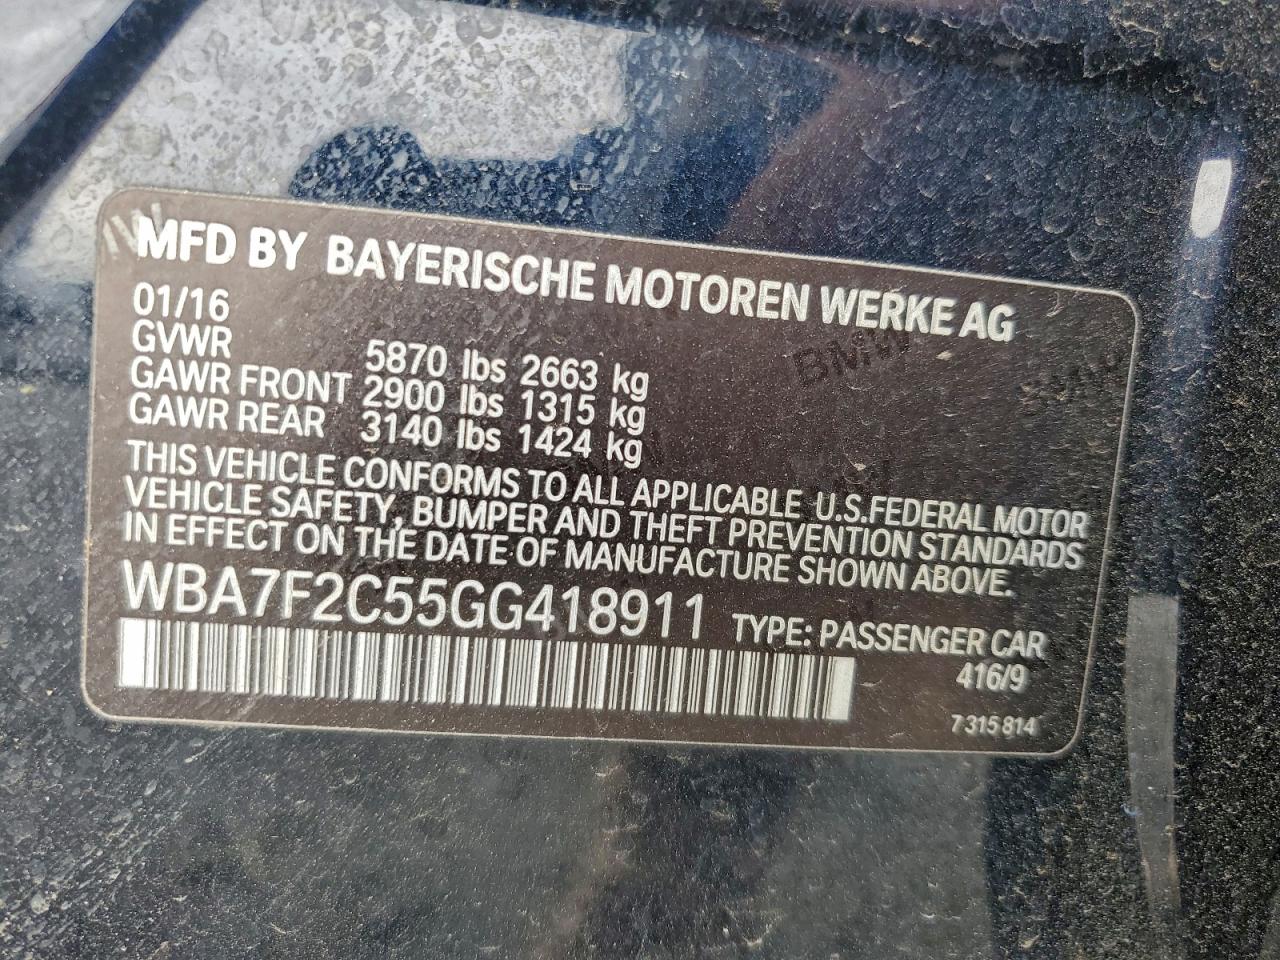 MFD BY BAYERISCHE MOTOREN WERKE AG
01/16
GVWR 5870 lbs 2663 kg
GAWR FRONT 2900 lbs 1315 kg
GAWR REAR 3140 lbs 1424 kg
THIS VEHICLE CONFORMS TO ALL APPLICABLE U.S.FEDERAL MOTOR
VEHICLE SAFETY, BUMPER AND THEFT PREVENTION STANDARDS
IN EFFECT ON THE DATE OF MANUFACTURE SHOWN ABOVE.
WBA7F2C55GG418911 TYPE: PASSENGER CAR
416/9
7 315 814
BMW
BMW